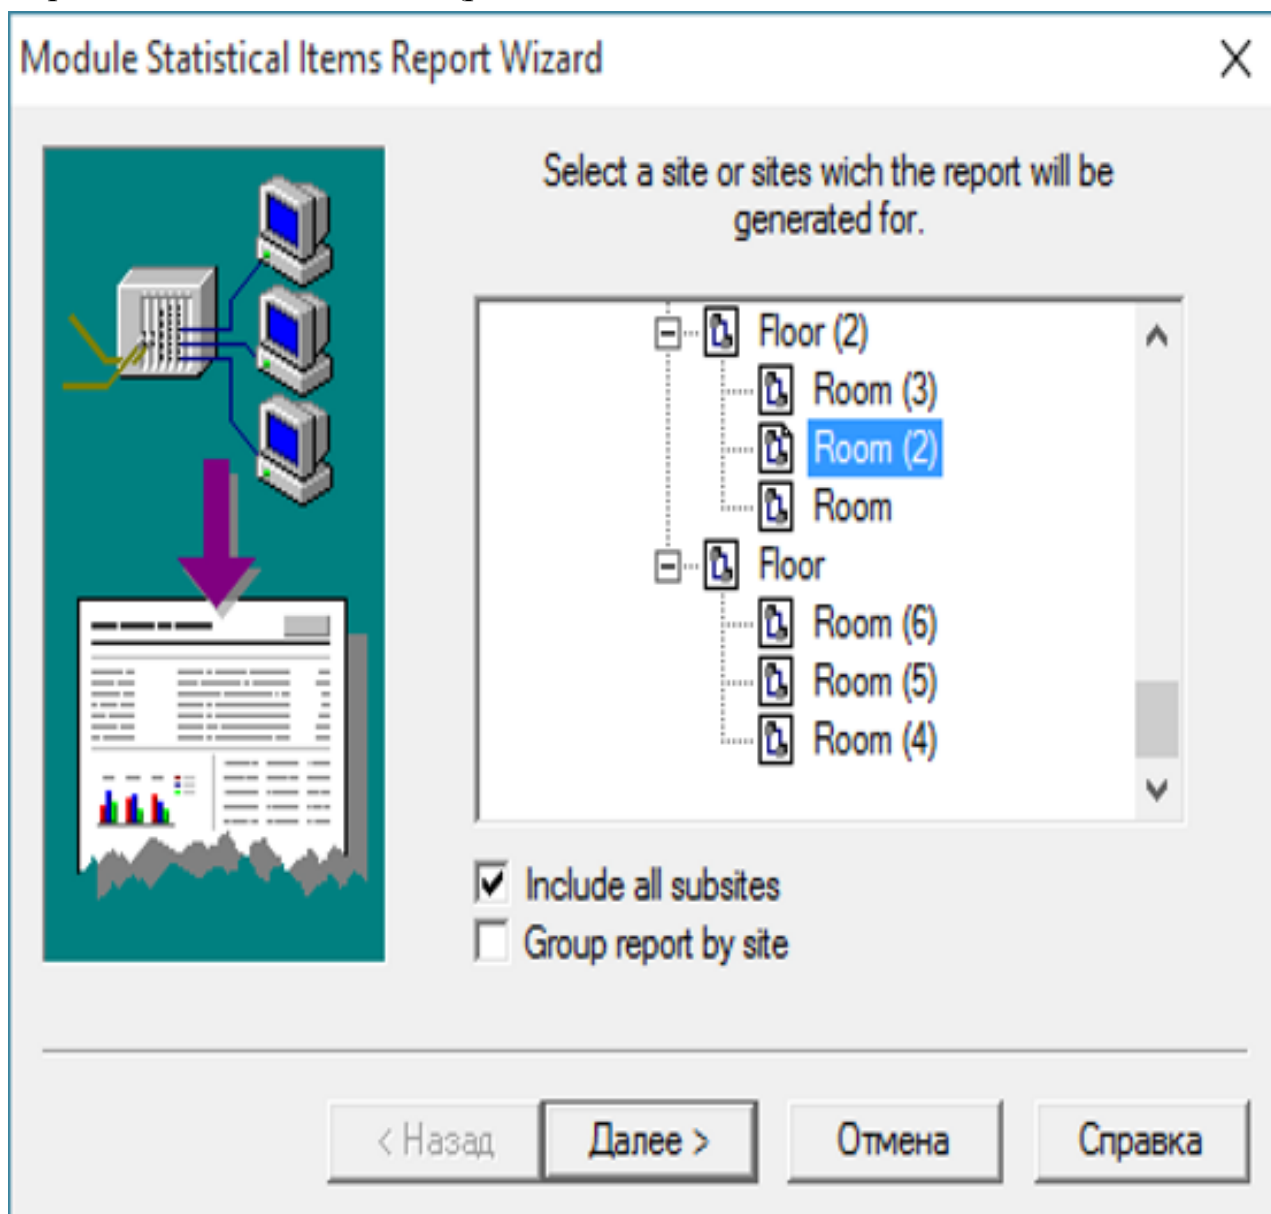 Module Statistical Items Report Wizard
Select a site or sites wich the report will be
generated for.
Floor (2)
Room (3)
Room (2)
Room
Floor
Room (6)
Room (5)
Room (4)
Include all subsites
Group report by site
< Назад
Далее >
Отмена
Справка